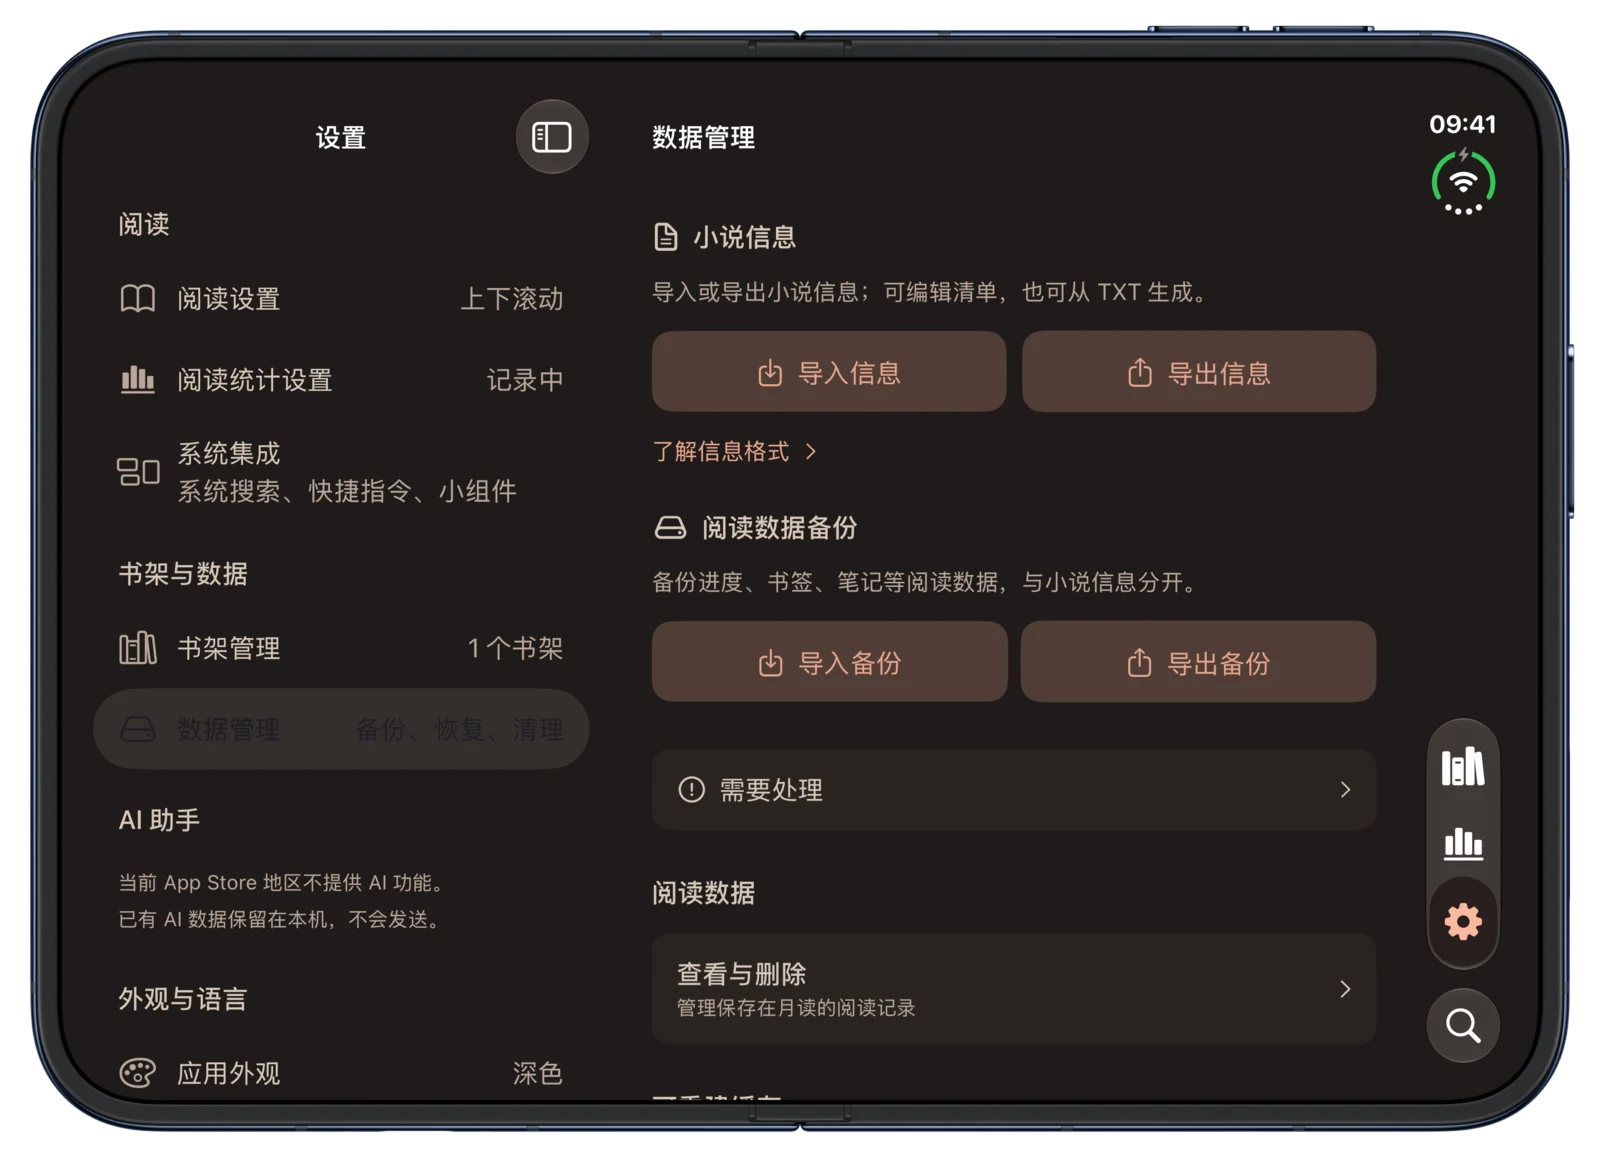 设置
阅读
阅读设置 上下滚动
阅读统计设置 记录中
系统集成
系统搜索、快捷指令、小组件
书架与数据
书架管理 1 个书架
数据管理 备份、恢复、清理
AI 助手
当前 App Store 地区不提供 AI 功能。
已有 AI 数据保留在本机，不会发送。
外观与语言
应用外观 深色
数据管理
小说信息
导入或导出小说信息；可编辑清单，也可从 TXT 生成。
导入信息 导出信息
了解信息格式
阅读数据备份
备份进度、书签、笔记等阅读数据，与小说信息分开。
导入备份 导出备份
需要处理
阅读数据
查看与删除
管理保存在月读的阅读记录
09:41